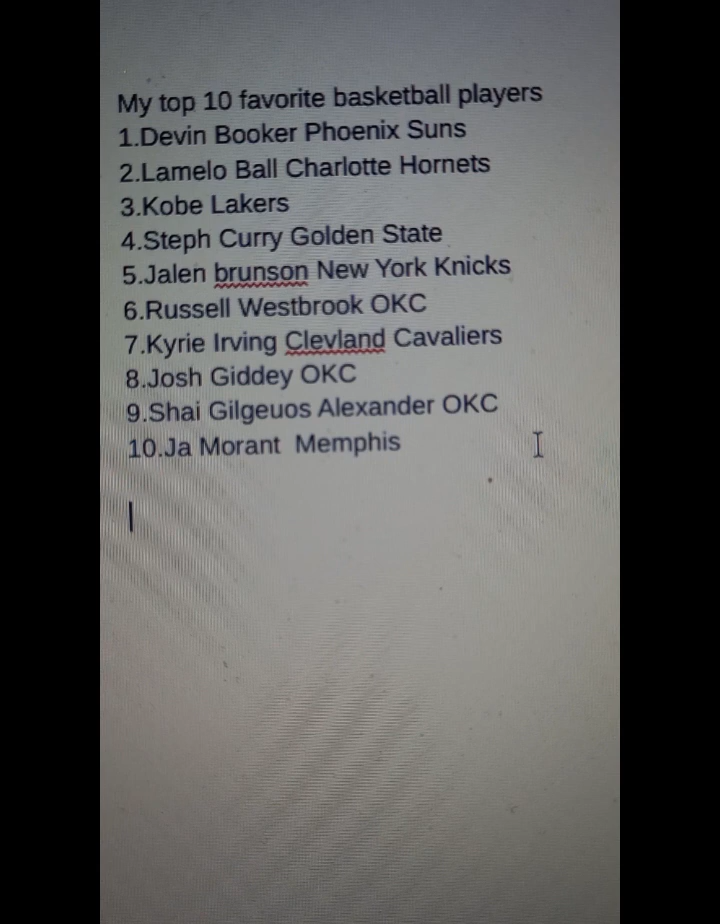 My top 10 favorite basketball players
1.Devin Booker Phoenix Suns
2.Lamelo Ball Charlotte Hornets
3.Kobe Lakers
4.Steph Curry Golden State
5.Jalen brunson New York Knicks
6.Russell Westbrook OKC
7.Kyrie Irving Clevland Cavaliers
8.Josh Giddey OKC
9.Shai Gilgeuos Alexander OKC
10.Ja Morant  Memphis